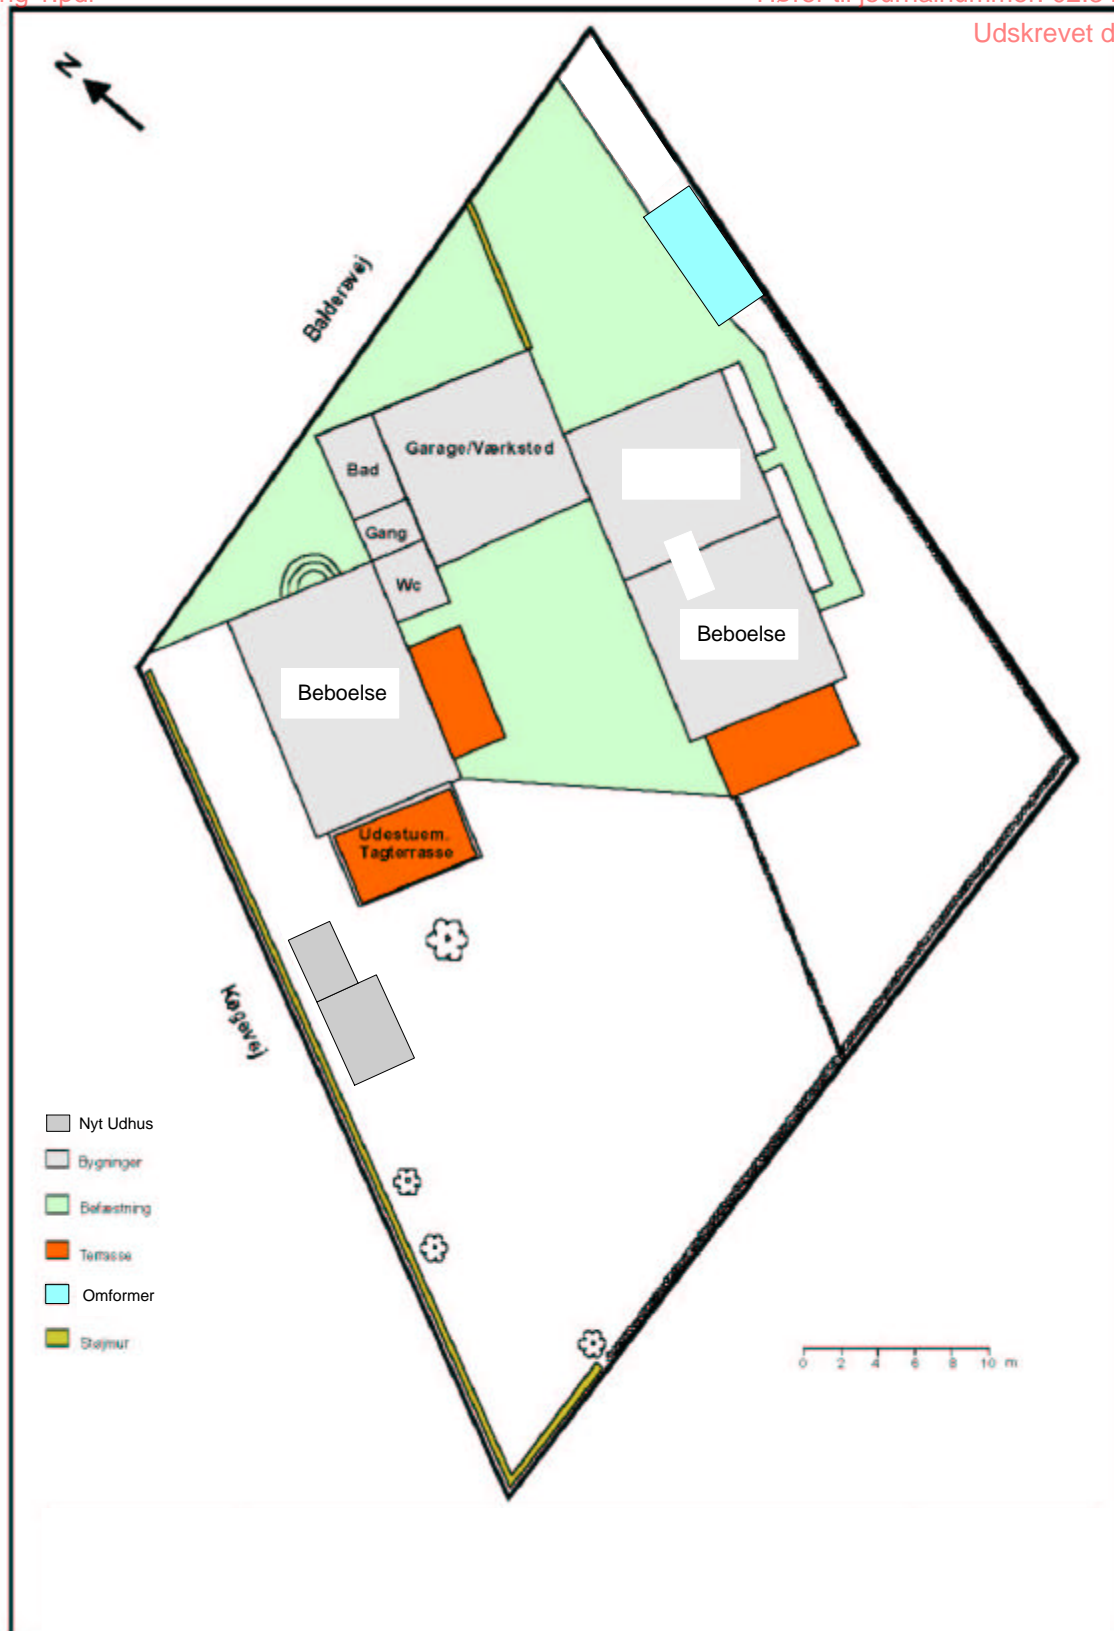 Udskrevet d
N
Baldersvej
Garage/Værksted
Bad
Gang
Wc
Beboelse
Beboelse
Udestue m.
Tagterrasse
Køgevej
Nyt Udhus
Bygninger
Befæstning
Terrasse
Omformer
Støjmur
0 2 4 6 8 10 m